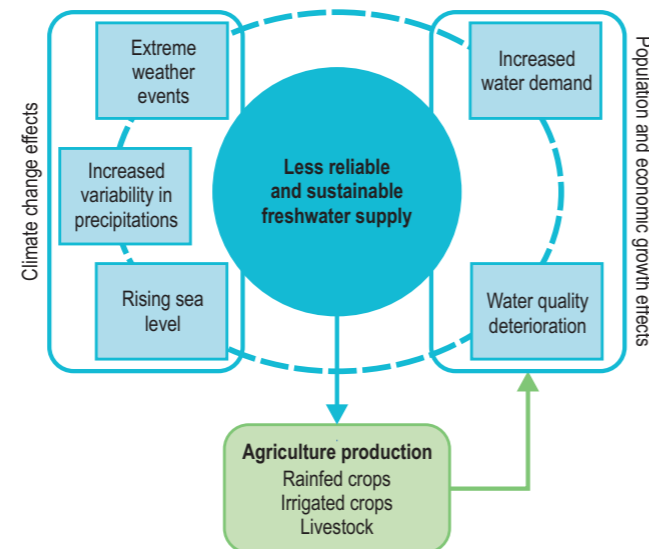 Climate change effects
Extreme
weather
events
Increased
variability in
precipitations
Rising sea
level
Less reliable
and sustainable
freshwater supply
Increased
water demand
Water quality
deterioration
Population and economic growth effects
Agriculture production
Rainfed crops
Irrigated crops
Livestock